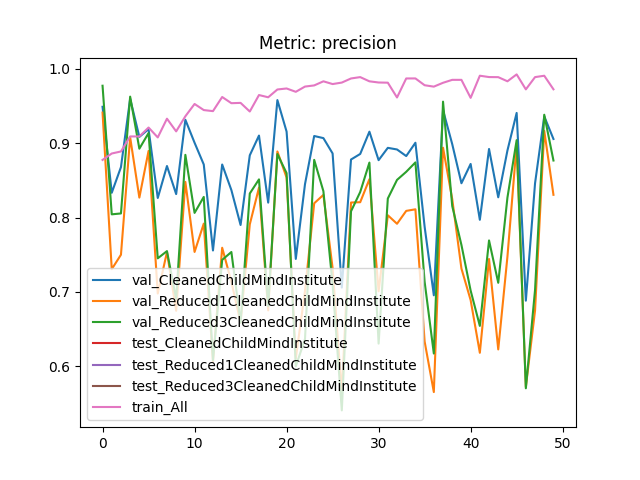 Metric: precision
1.0
0.9
0.8
0.7
0.6
val_CleanedChildMindInstitute
val_Reduced1CleanedChildMindInstitute
val_Reduced3CleanedChildMindInstitute
test_CleanedChildMindInstitute
test_Reduced1CleanedChildMindInstitute
test_Reduced3CleanedChildMindInstitute
train_All
0 10 20 30 40 50